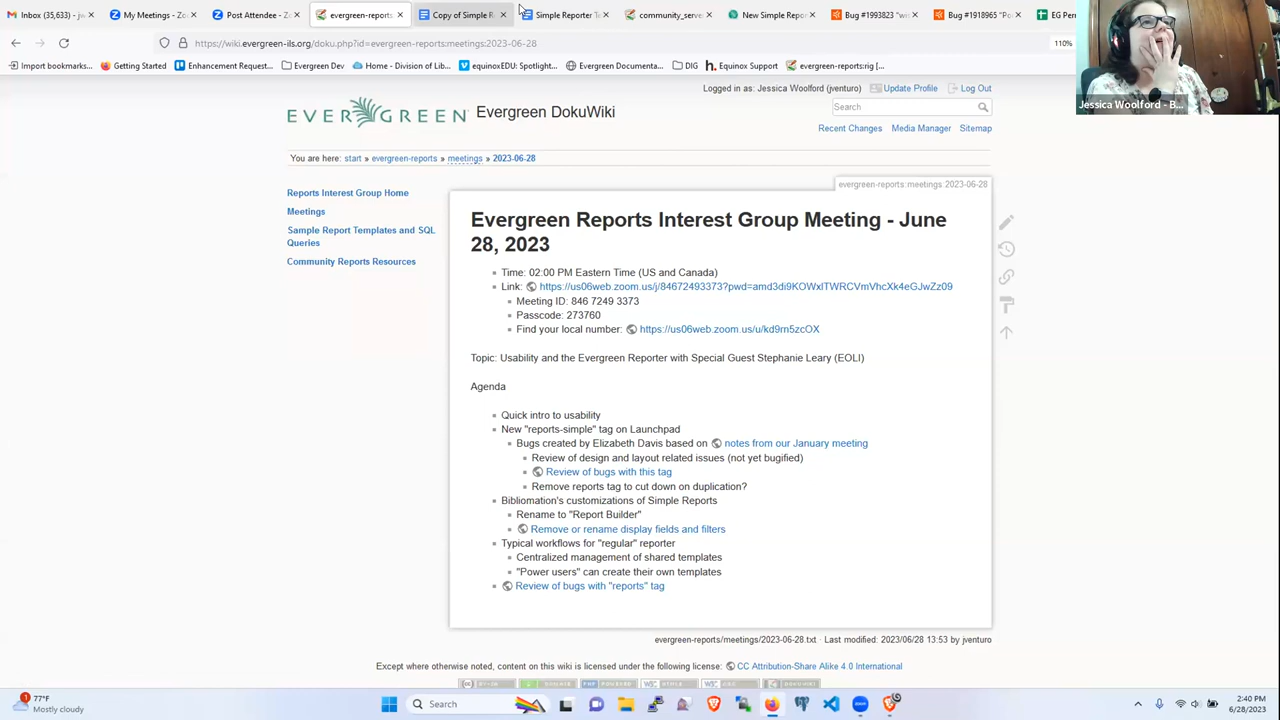 Inbox (35,633) - jw
My Meetings - Zo
Post Attendee - Zo
evergreen-reports
Copy of Simple R
Simple Reporter Te
community_serve
New Simple Repor
Bug #1993823 "we
Bug #1918965 "Po
EG Per
https://wiki.evergreen-ils.org/doku.php?id=evergreen-reports:meetings:2023-06-28
110%
Import bookmarks...
Getting Started
Enhancement Request...
Evergreen Dev
Home - Division of Lib...
equinoxEDU: Spotlight...
Evergreen Documenta...
DIG
Equinox Support
evergreen-reports:rig [...
Jessica Woolford - B...
Logged in as: Jessica Woolford (jventuro)
Update Profile
Log Out
EVERGREEN
Evergreen DokuWiki
Search
Recent Changes
Media Manager
Sitemap
You are here: start » evergreen-reports » meetings » 2023-06-28
evergreen-reports:meetings:2023-06-28
Reports Interest Group Home
Meetings
Sample Report Templates and SQL
Queries
Community Reports Resources
Evergreen Reports Interest Group Meeting - June
28, 2023
Time: 02:00 PM Eastern Time (US and Canada)
Link: https://us06web.zoom.us/j/84672493373?pwd=amd3di9KOWxITWRCVmVhcXk4eGJwZz09
Meeting ID: 846 7249 3373
Passcode: 273760
Find your local number: https://us06web.zoom.us/u/kd9rn5zcOX
Topic: Usability and the Evergreen Reporter with Special Guest Stephanie Leary (EOLI)
Agenda
Quick intro to usability
New "reports-simple" tag on Launchpad
Bugs created by Elizabeth Davis based on notes from our January meeting
Review of design and layout related issues (not yet bugified)
Review of bugs with this tag
Remove reports tag to cut down on duplication?
Bibliomation's customizations of Simple Reports
Rename to "Report Builder"
Remove or rename display fields and filters
Typical workflows for "regular" reporter
Centralized management of shared templates
"Power users" can create their own templates
Review of bugs with "reports" tag
evergreen-reports/meetings/2023-06-28.txt · Last modified: 2023/06/28 13:53 by jventuro
Except where otherwise noted, content on this wiki is licensed under the following license: CC Attribution-Share Alike 4.0 International
77°F
Mostly cloudy
Search
2:40 PM
6/28/2023